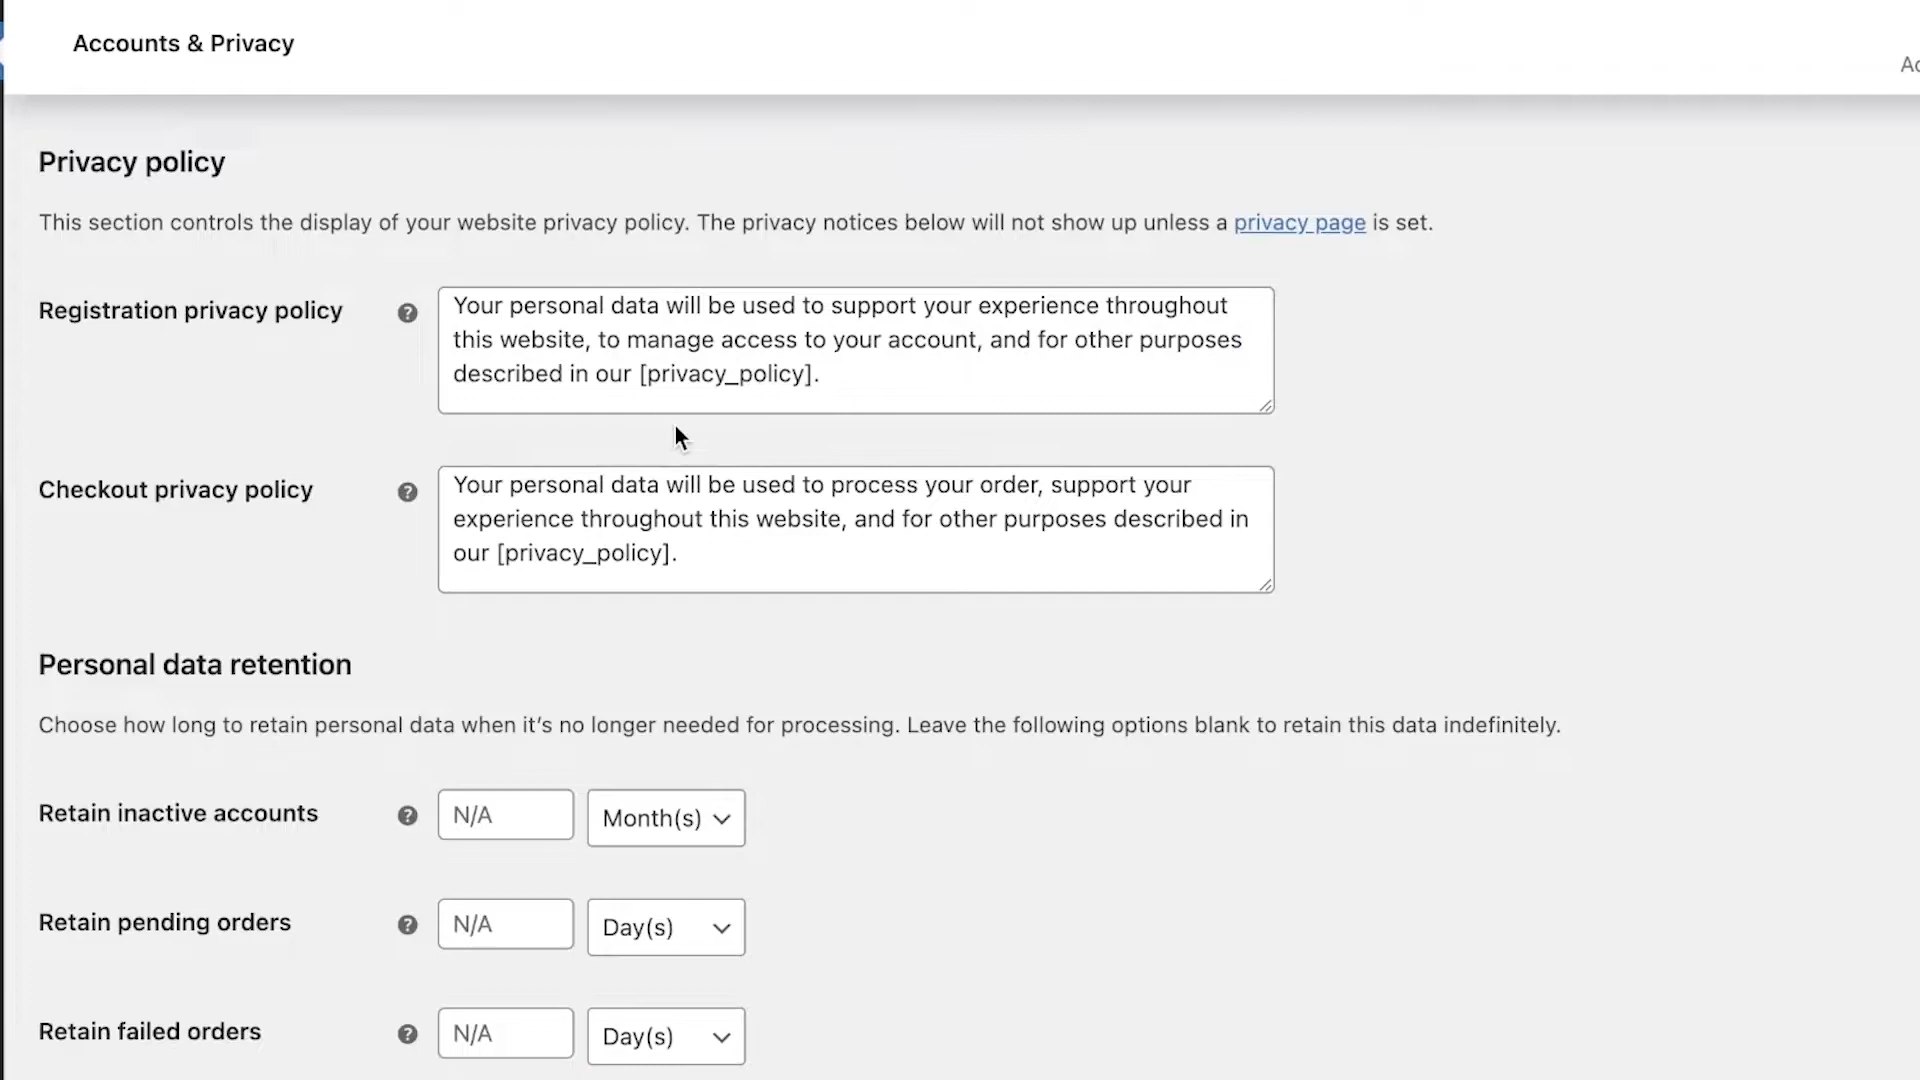 Accounts & Privacy
Privacy policy
This section controls the display of your website privacy policy. The privacy notices below will not show up unless a privacy page is set.
Registration privacy policy
Your personal data will be used to support your experience throughout
this website, to manage access to your account, and for other purposes
described in our [privacy_policy].
Checkout privacy policy
Your personal data will be used to process your order, support your
experience throughout this website, and for other purposes described in
our [privacy_policy].
Personal data retention
Choose how long to retain personal data when it’s no longer needed for processing. Leave the following options blank to retain this data indefinitely.
Retain inactive accounts
N/A
Month(s)
Retain pending orders
N/A
Day(s)
Retain failed orders
N/A
Day(s)